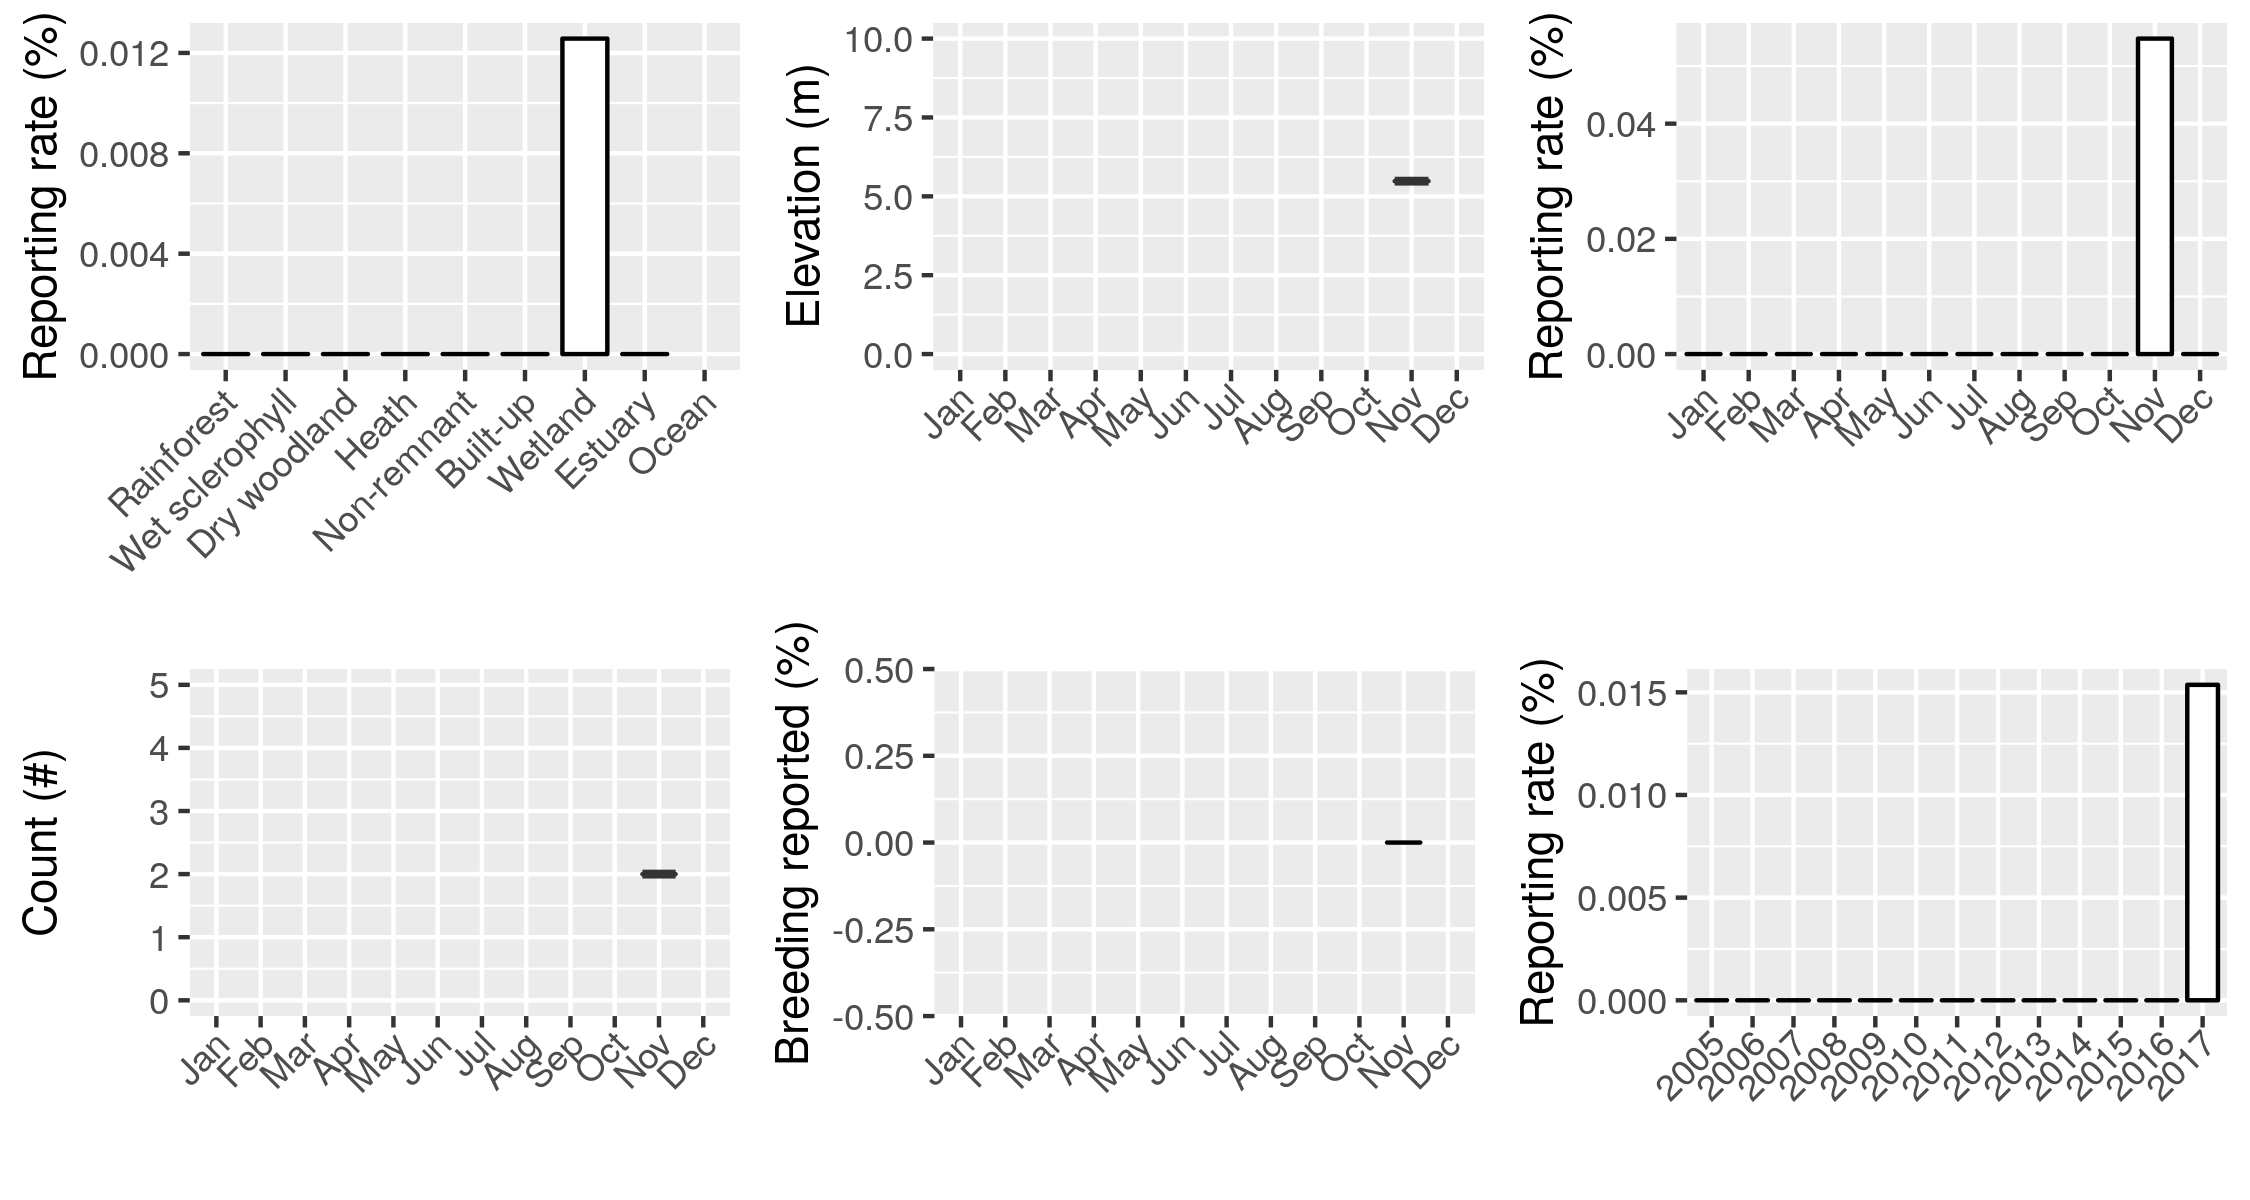 Reporting rate (%)
0.012
0.008
0.004
0.000
Rainforest
Wet sclerophyll
Dry woodland
Heath
Non-remnant
Built-up
Wetland
Estuary
Ocean
Elevation (m)
10.0
7.5
5.0
2.5
0.0
Jan
Feb
Mar
Apr
May
Jun
Jul
Aug
Sep
Oct
Nov
Dec
Reporting rate (%)
0.04
0.02
0.00
Jan
Feb
Mar
Apr
May
Jun
Jul
Aug
Sep
Oct
Nov
Dec
Count (#)
5
4
3
2
1
0
Jan
Feb
Mar
Apr
May
Jun
Jul
Aug
Sep
Oct
Nov
Dec
Breeding reported (%)
0.50
0.25
0.00
-0.25
-0.50
Jan
Feb
Mar
Apr
May
Jun
Jul
Aug
Sep
Oct
Nov
Dec
Reporting rate (%)
0.015
0.010
0.005
0.000
2005
2006
2007
2008
2009
2010
2011
2012
2013
2014
2015
2016
2017